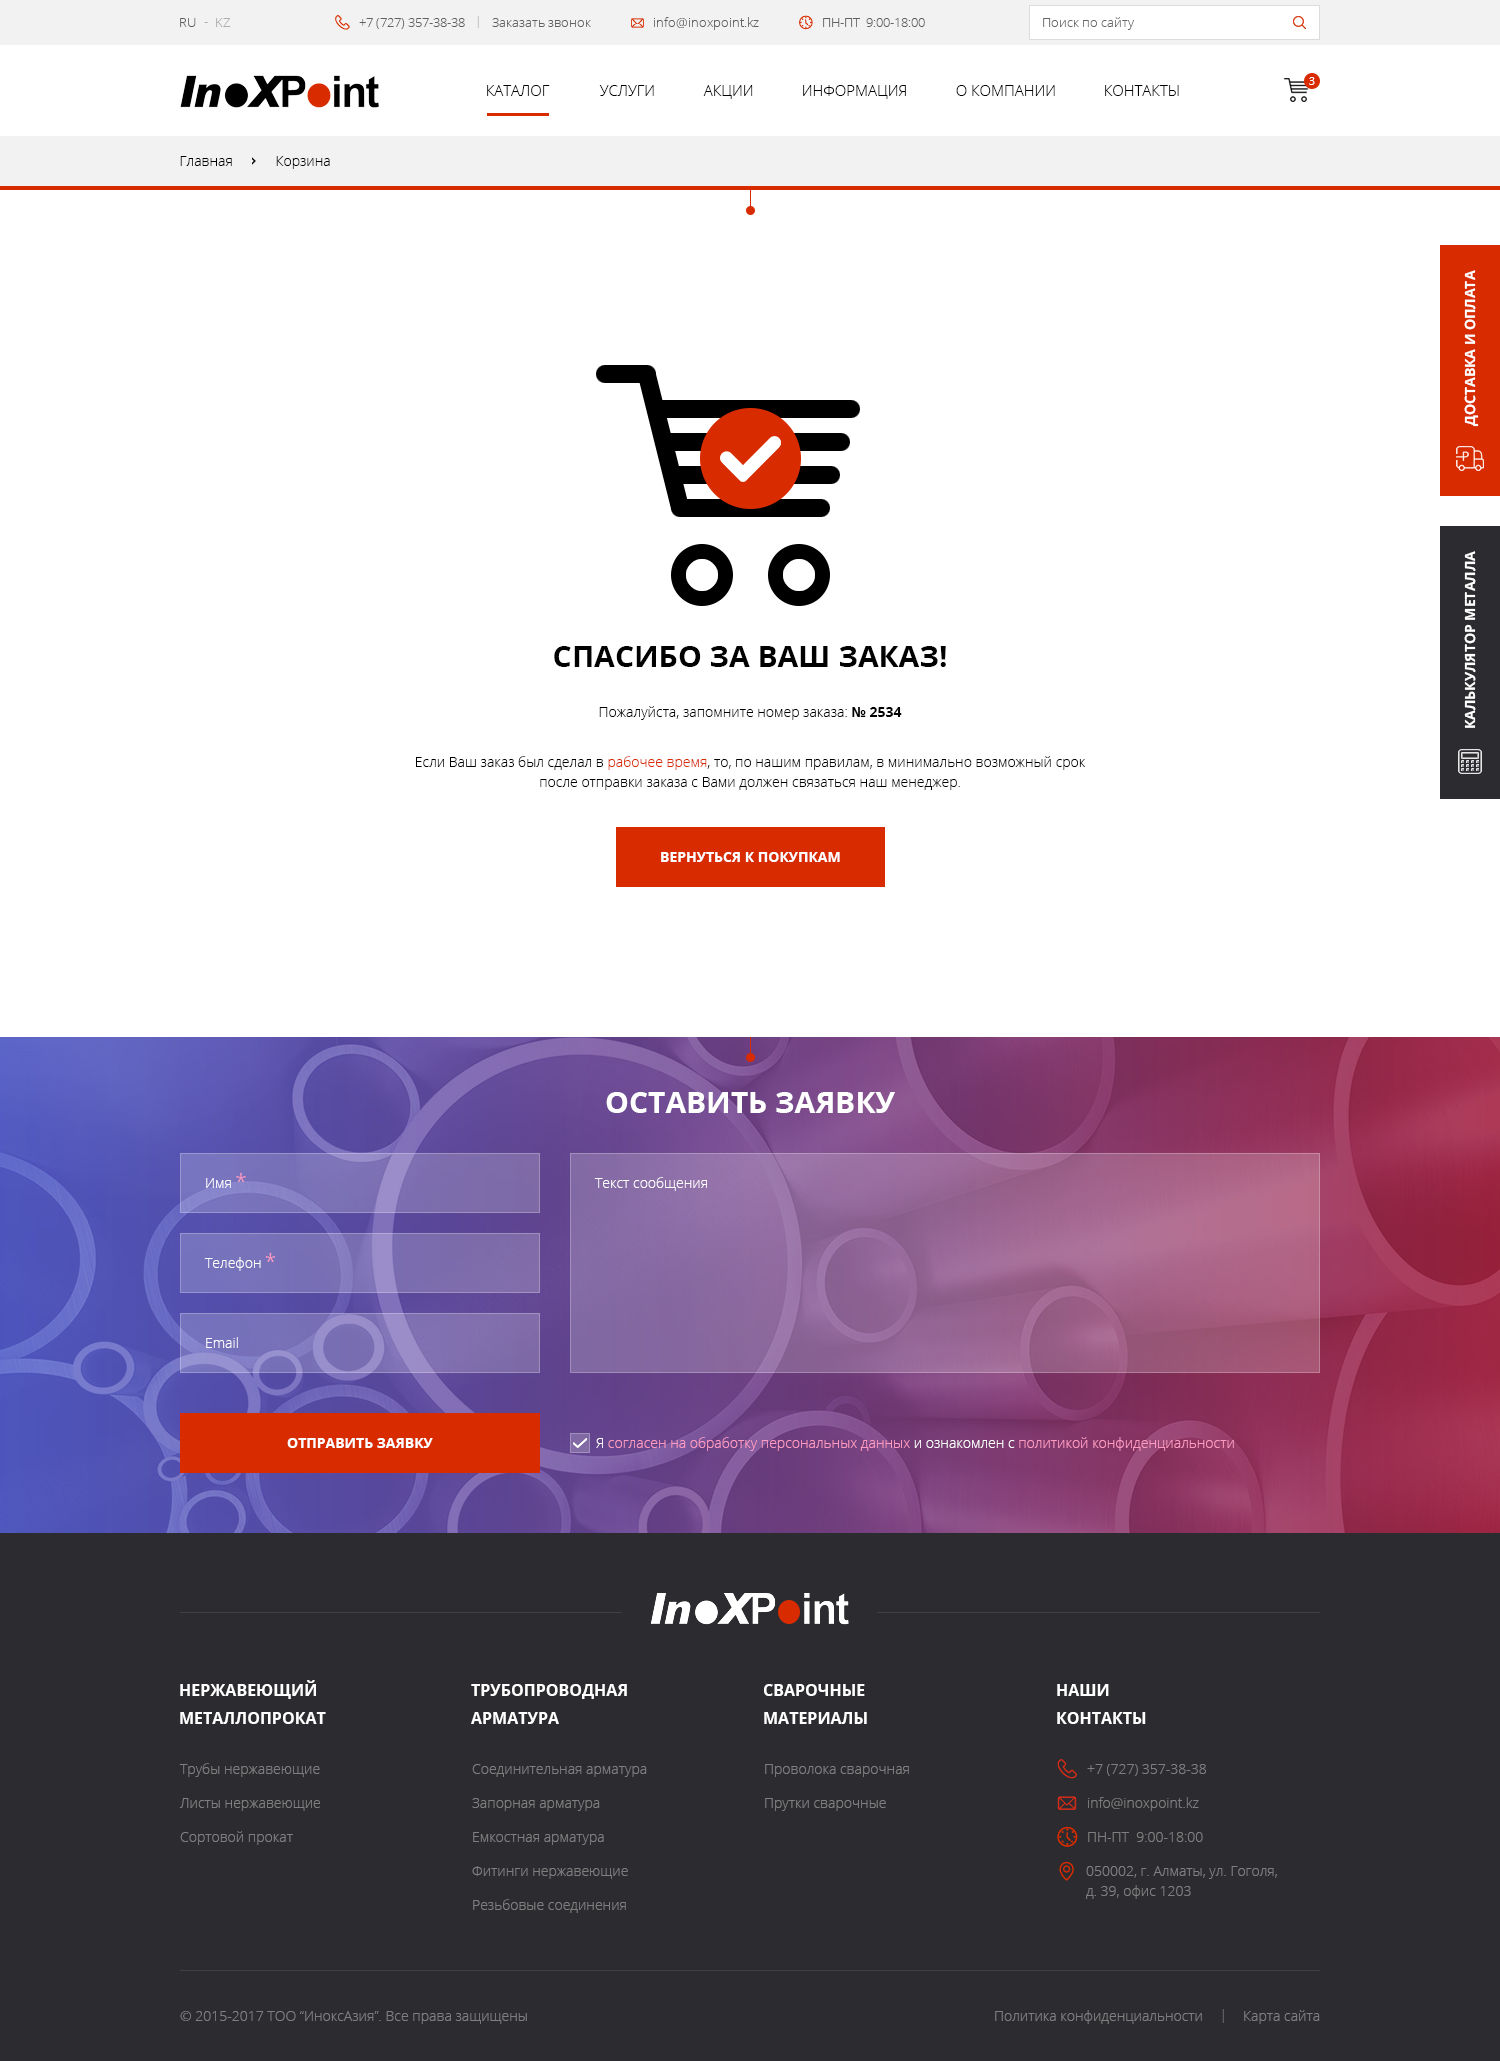 RU - KZ
+7 (727) 357-38-38 | Заказать звонок
info@inoxpoint.kz
ПН-ПТ 9:00-18:00
Поиск по сайту
InoXPoint
КАТАЛОГ УСЛУГИ АКЦИИ ИНФОРМАЦИЯ О КОМПАНИИ КОНТАКТЫ
3
Главная › Корзина
ДОСТАВКА И ОПЛАТА
КАЛЬКУЛЯТОР МЕТАЛЛА
СПАСИБО ЗА ВАШ ЗАКАЗ!
Пожалуйста, запомните номер заказа: № 2534
Если Ваш заказ был сделал в рабочее время, то, по нашим правилам, в минимально возможный срок
после отправки заказа с Вами должен связаться наш менеджер.
ВЕРНУТЬСЯ К ПОКУПКАМ
ОСТАВИТЬ ЗАЯВКУ
Имя *
Телефон *
Email
Текст сообщения
ОТПРАВИТЬ ЗАЯВКУ
Я согласен на обработку персональных данных и ознакомлен с политикой конфиденциальности
InoXPoint
НЕРЖАВЕЮЩИЙ
МЕТАЛЛОПРОКАТ
Трубы нержавеющие
Листы нержавеющие
Сортовой прокат
ТРУБОПРОВОДНАЯ
АРМАТУРА
Соединительная арматура
Запорная арматура
Емкостная арматура
Фитинги нержавеющие
Резьбовые соединения
СВАРОЧНЫЕ
МАТЕРИАЛЫ
Проволока сварочная
Прутки сварочные
НАШИ
КОНТАКТЫ
+7 (727) 357-38-38
info@inoxpoint.kz
ПН-ПТ 9:00-18:00
050002, г. Алматы, ул. Гоголя,
д. 39, офис 1203
© 2015-2017 ТОО “ИноксАзия”. Все права защищены
Политика конфиденциальности | Карта сайта